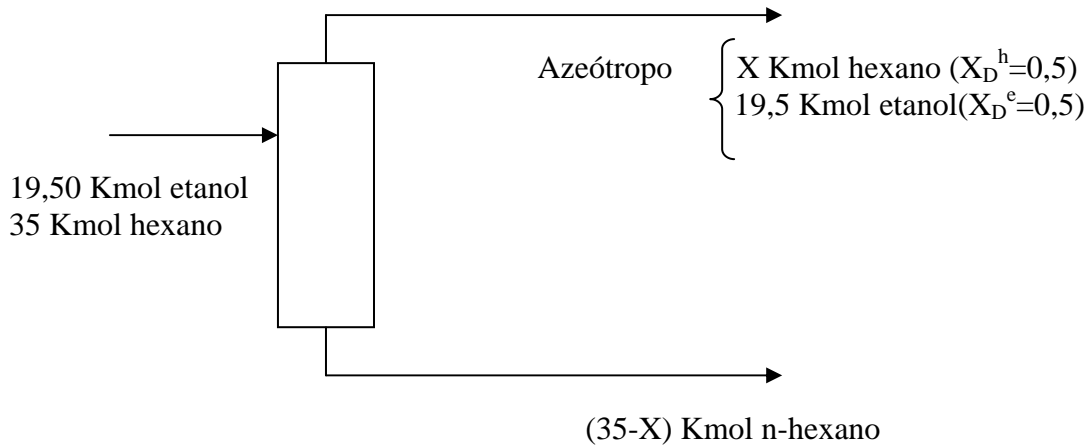 Azeótropo
X Kmol hexano (X_D^h=0,5)
19,5 Kmol etanol(X_D^e=0,5)
19,50 Kmol etanol
35 Kmol hexano
(35-X) Kmol n-hexano